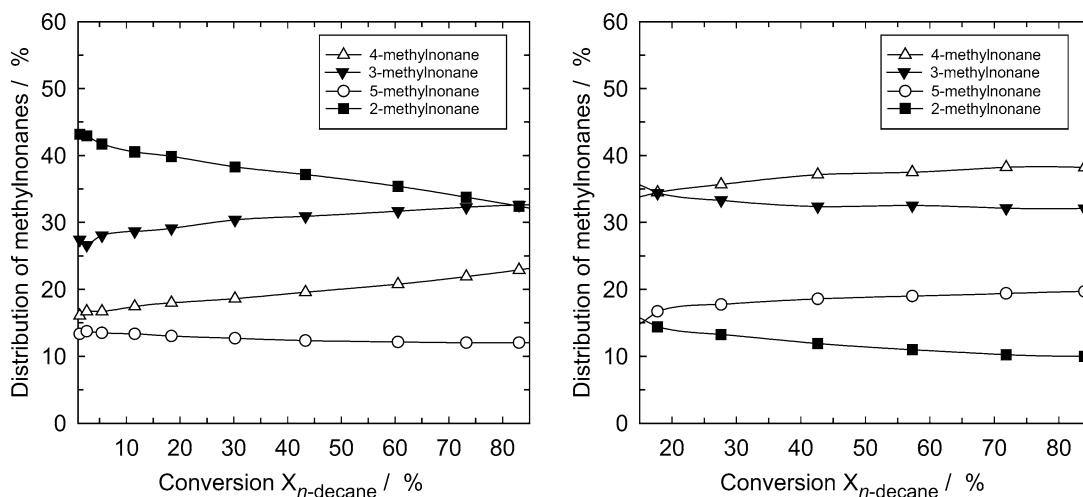 Distribution of methylnonanes / %
60
50
40
30
20
10
0
4-methylnonane
3-methylnonane
5-methylnonane
2-methylnonane
10 20 30 40 50 60 70 80
Conversion X n-decane / %
Distribution of methylnonanes / %
60
50
40
30
20
10
0
4-methylnonane
3-methylnonane
5-methylnonane
2-methylnonane
20 30 40 50 60 70 80
Conversion X n-decane / %